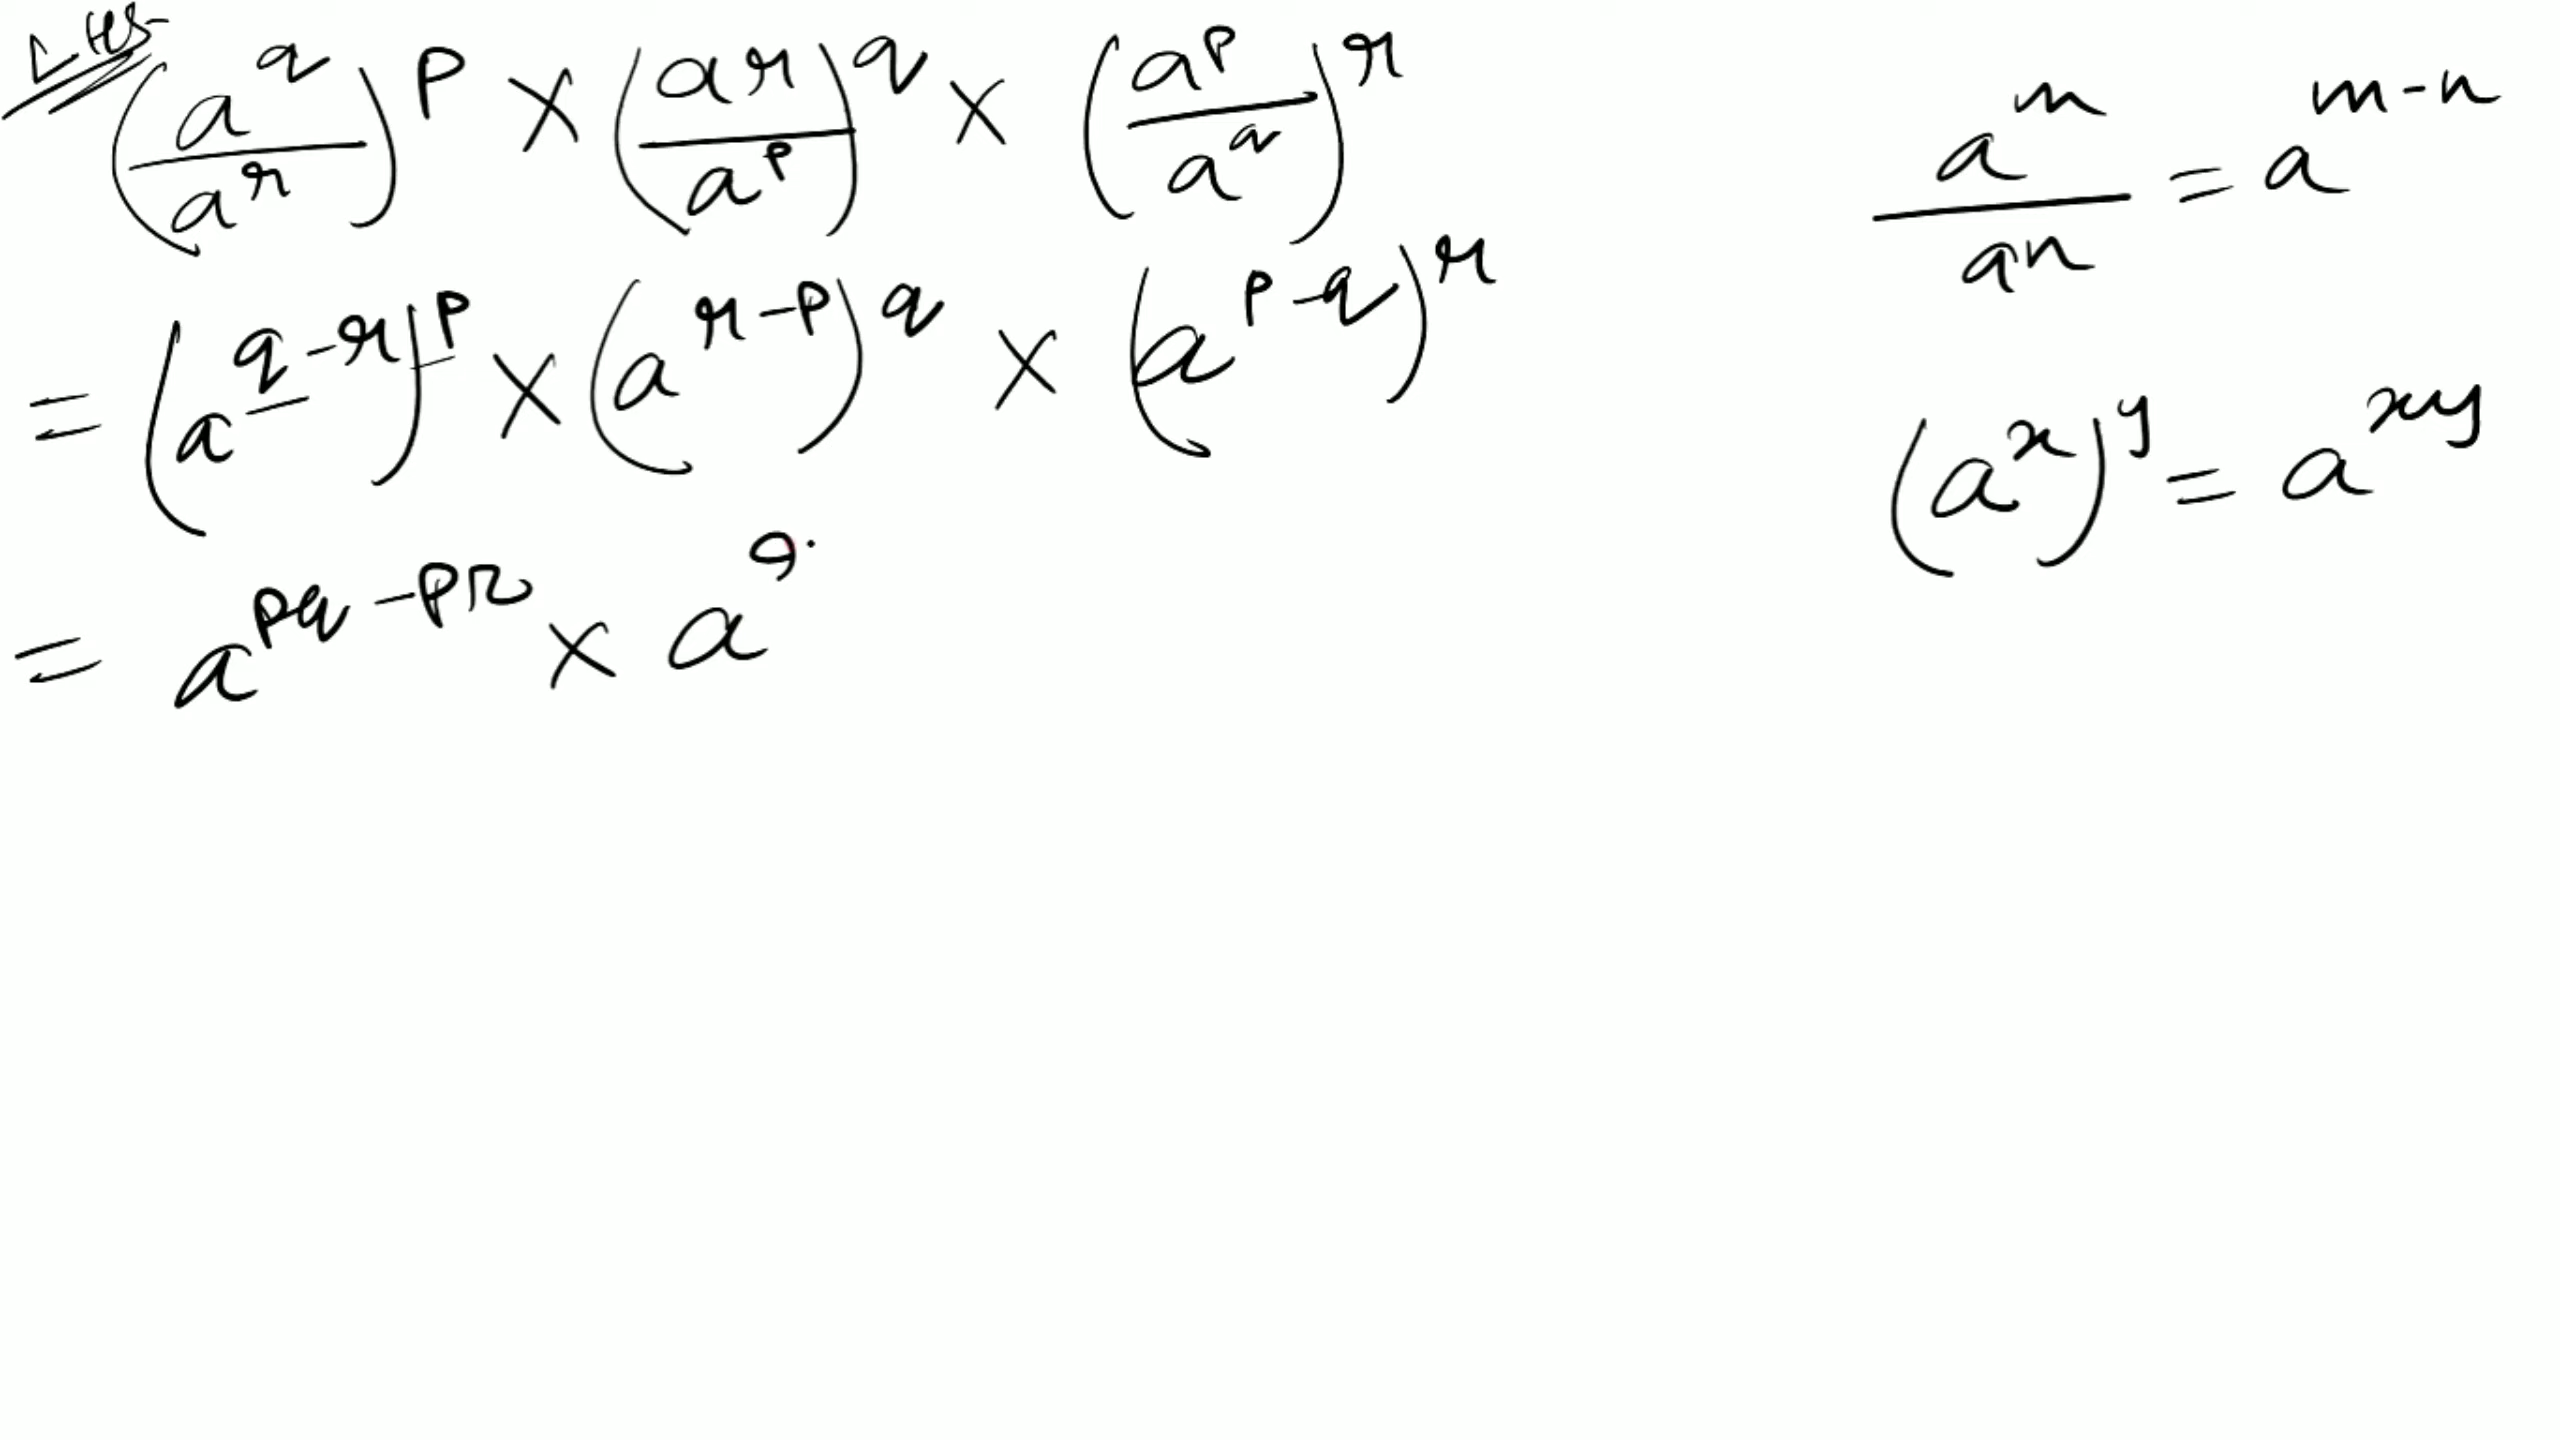 LHS-
(a^q/a^r)^p × (a^r/a^p)^q × (a^p/a^q)^r
= (a^{q-r})^p × (a^{r-p})^q × (a^{p-q})^r
= a^{pq-pr} × a
a^m/a^n = a^{m-n}
(a^x)^y = a^{xy}